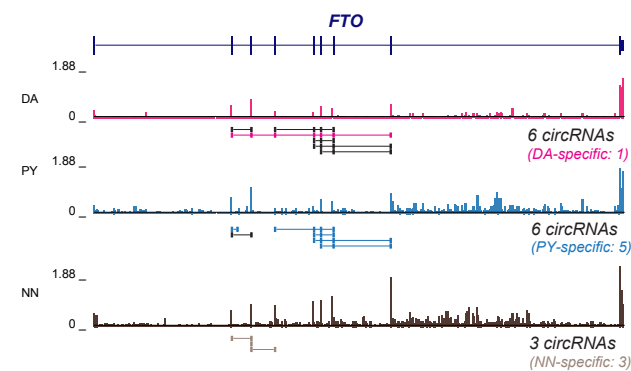 FTO
1.88
DA
0
6 circRNAs
(DA-specific: 1)
1.88
PY
0
6 circRNAs
(PY-specific: 5)
1.88
NN
0
3 circRNAs
(NN-specific: 3)